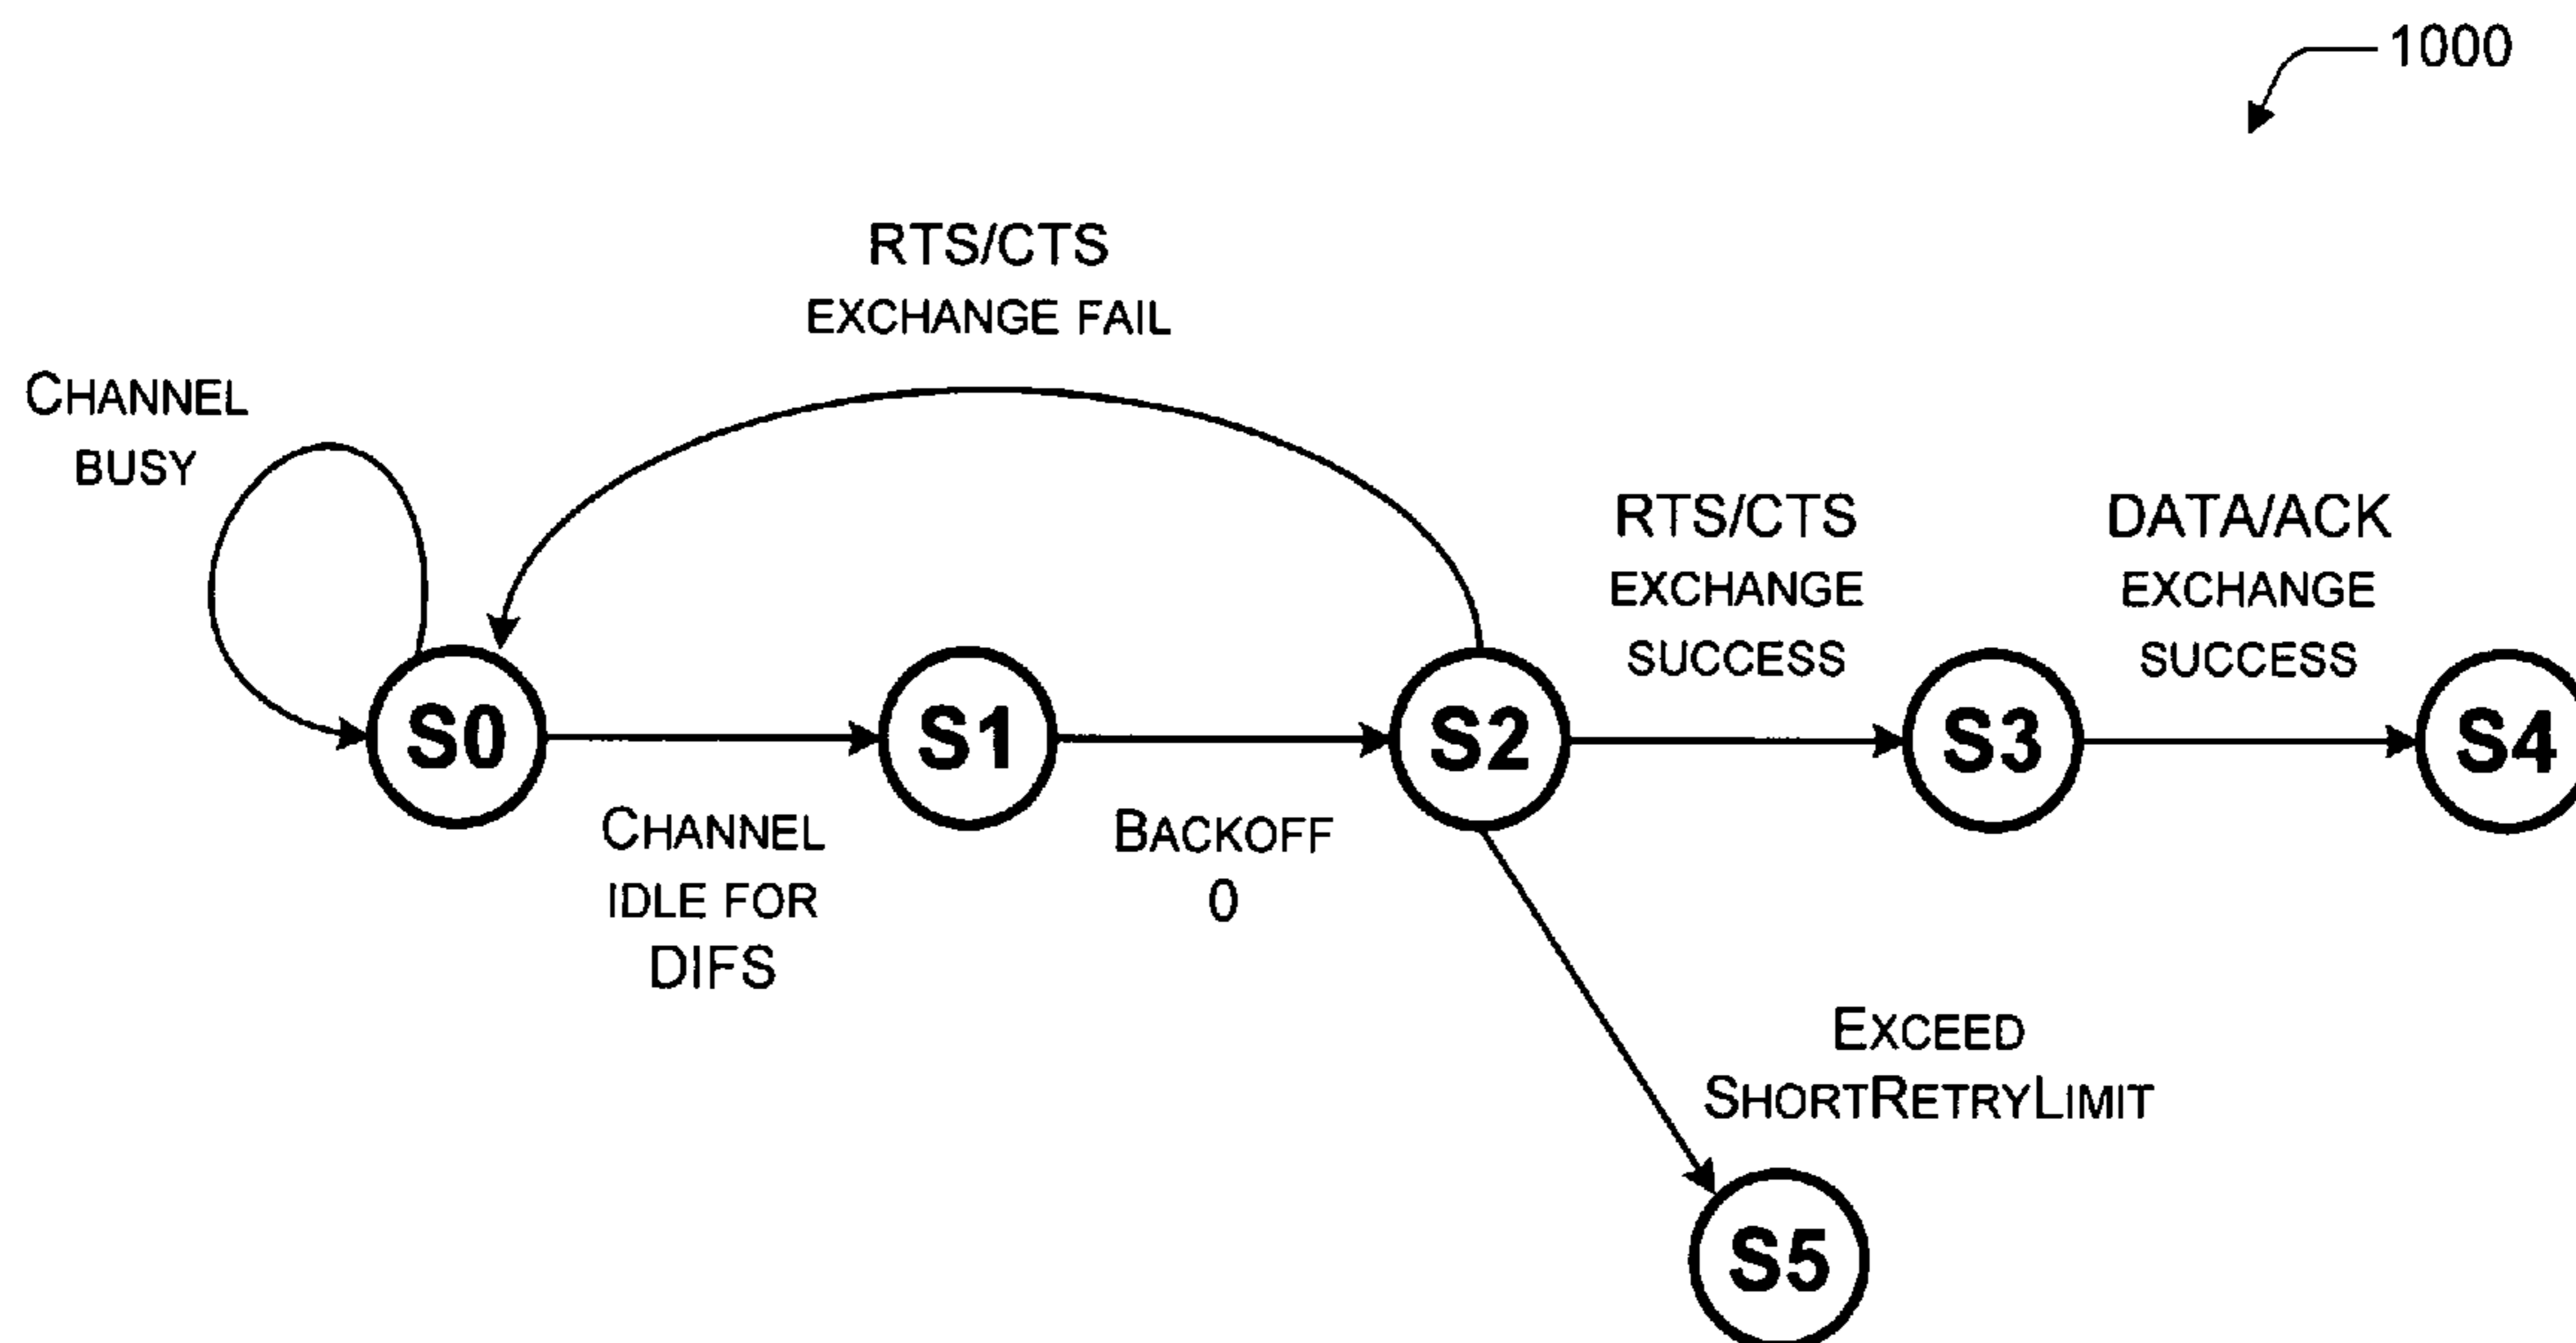 1000
RTS/CTS
EXCHANGE FAIL
CHANNEL
BUSY
RTS/CTS
EXCHANGE
SUCCESS
DATA/ACK
EXCHANGE
SUCCESS
S0
S1
S2
S3
S4
CHANNEL
IDLE FOR
DIFS
BACKOFF
0
EXCEED
SHORTRETRYLIMIT
S5